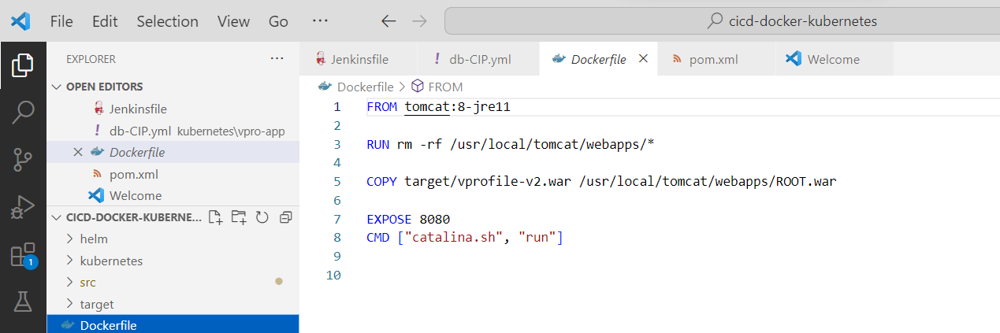 File Edit Selection View Go ··· cicd-docker-kubernetes
EXPLORER ···
OPEN EDITORS
Jenkinsfile
! db-CIP.yml kubernetes\vpro-app
Dockerfile
pom.xml
Welcome
CICD-DOCKER-KUBERNE...
helm
kubernetes
src
target
Dockerfile
1
Jenkinsfile ! db-CIP.yml Dockerfile pom.xml Welcome
Dockerfile > FROM
1 FROM tomcat:8-jre11
2
3 RUN rm -rf /usr/local/tomcat/webapps/*
4
5 COPY target/vprofile-v2.war /usr/local/tomcat/webapps/ROOT.war
6
7 EXPOSE 8080
8 CMD ["catalina.sh", "run"]
9
10